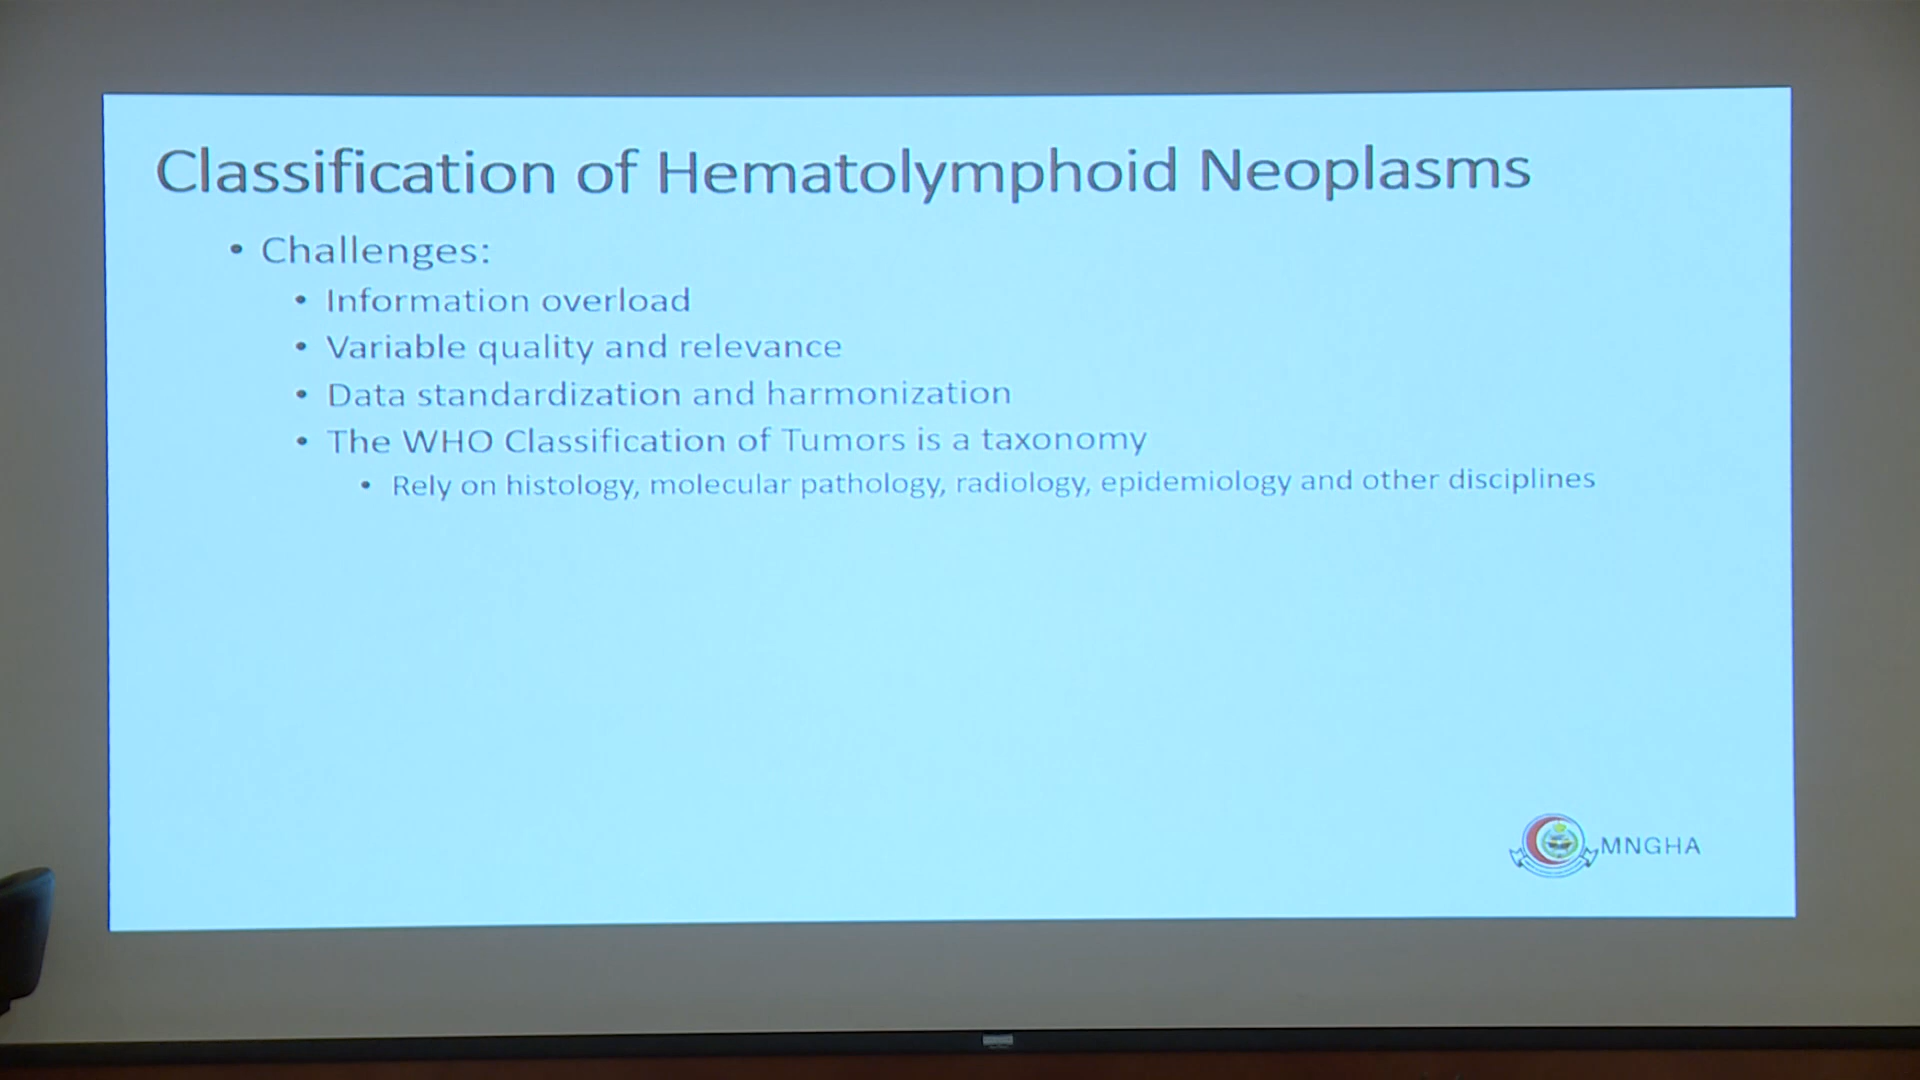 Classification of Hematolymphoid Neoplasms
• Challenges:
• Information overload
• Variable quality and relevance
• Data standardization and harmonization
• The WHO Classification of Tumors is a taxonomy
• Rely on histology, molecular pathology, radiology, epidemiology and other disciplines
MNGHA